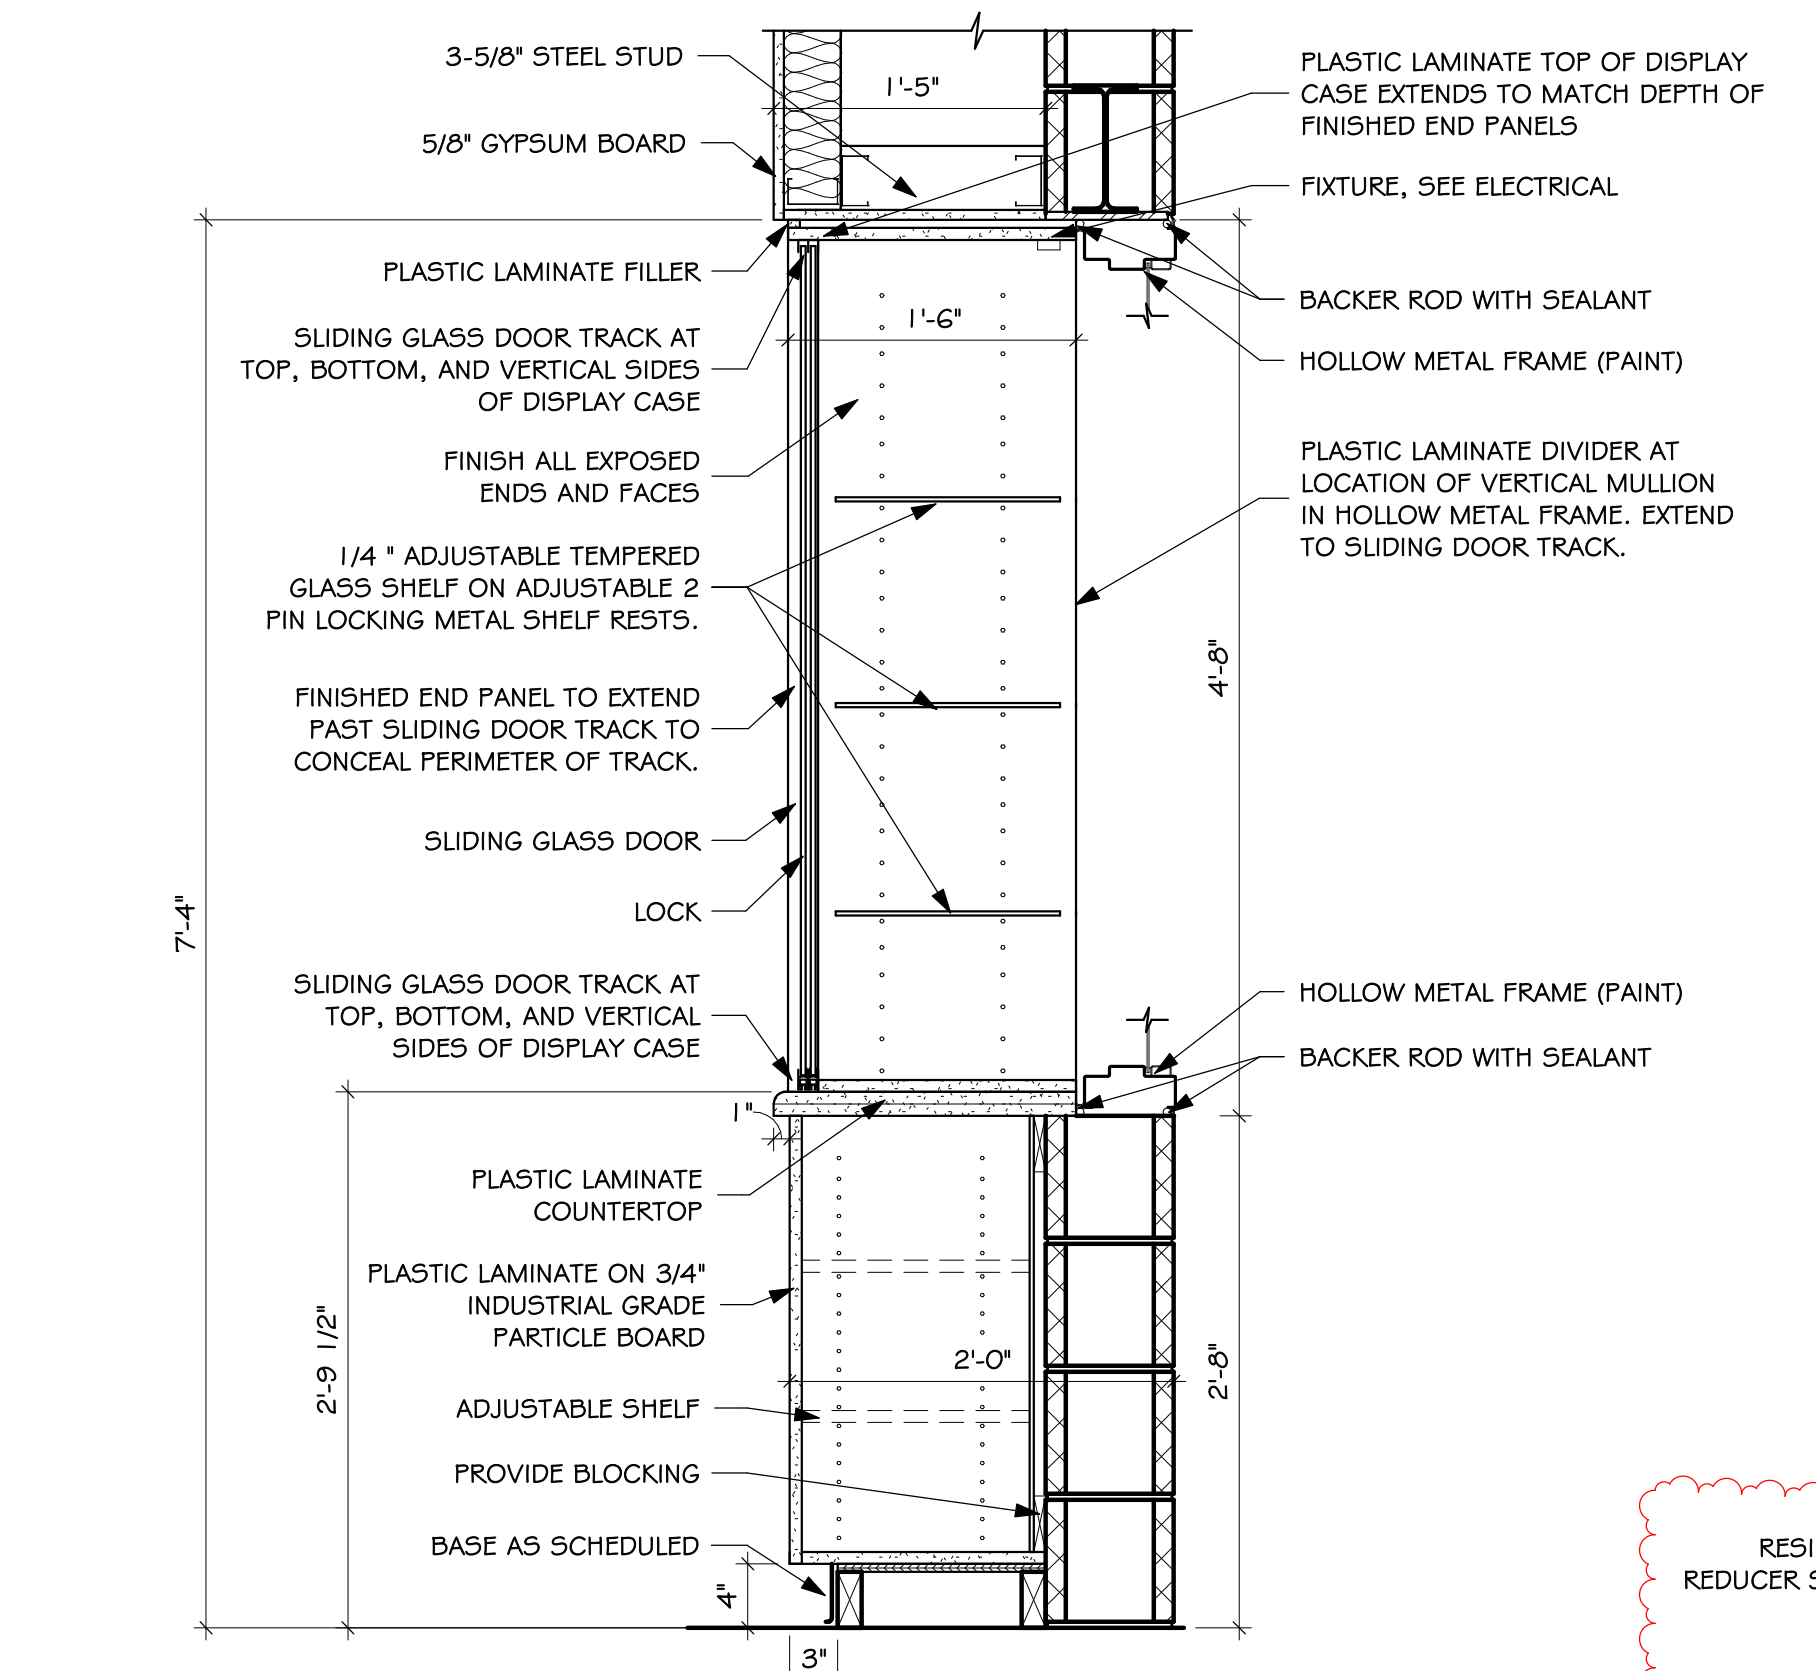 3-5/8" STEEL STUD
5/8" GYPSUM BOARD
1'-5"
PLASTIC LAMINATE TOP OF DISPLAY
CASE EXTENDS TO MATCH DEPTH OF
FINISHED END PANELS
FIXTURE, SEE ELECTRICAL
PLASTIC LAMINATE FILLER
BACKER ROD WITH SEALANT
1'-6"
SLIDING GLASS DOOR TRACK AT
TOP, BOTTOM, AND VERTICAL SIDES
OF DISPLAY CASE
HOLLOW METAL FRAME (PAINT)
FINISH ALL EXPOSED
ENDS AND FACES
PLASTIC LAMINATE DIVIDER AT
LOCATION OF VERTICAL MULLION
IN HOLLOW METAL FRAME. EXTEND
TO SLIDING DOOR TRACK.
1/4 " ADJUSTABLE TEMPERED
GLASS SHELF ON ADJUSTABLE 2
PIN LOCKING METAL SHELF RESTS.
4'-8"
FINISHED END PANEL TO EXTEND
PAST SLIDING DOOR TRACK TO
CONCEAL PERIMETER OF TRACK.
SLIDING GLASS DOOR
LOCK
7'-4"
SLIDING GLASS DOOR TRACK AT
TOP, BOTTOM, AND VERTICAL
SIDES OF DISPLAY CASE
HOLLOW METAL FRAME (PAINT)
BACKER ROD WITH SEALANT
1"
PLASTIC LAMINATE
COUNTERTOP
PLASTIC LAMINATE ON 3/4"
INDUSTRIAL GRADE
PARTICLE BOARD
2'-9 1/2"
2'-0"
2'-8"
ADJUSTABLE SHELF
PROVIDE BLOCKING
BASE AS SCHEDULED
4"
3"
RESI
REDUCER S